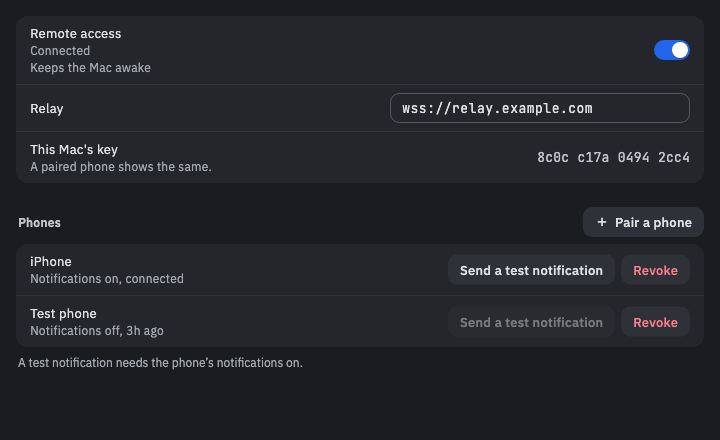 Remote access
Connected
Keeps the Mac awake
Relay
wss://relay.example.com
This Mac's key
A paired phone shows the same.
8c0c c17a 0494 2cc4
Phones
+ Pair a phone
iPhone
Notifications on, connected
Send a test notification
Revoke
Test phone
Notifications off, 3h ago
Send a test notification
Revoke
A test notification needs the phone’s notifications on.